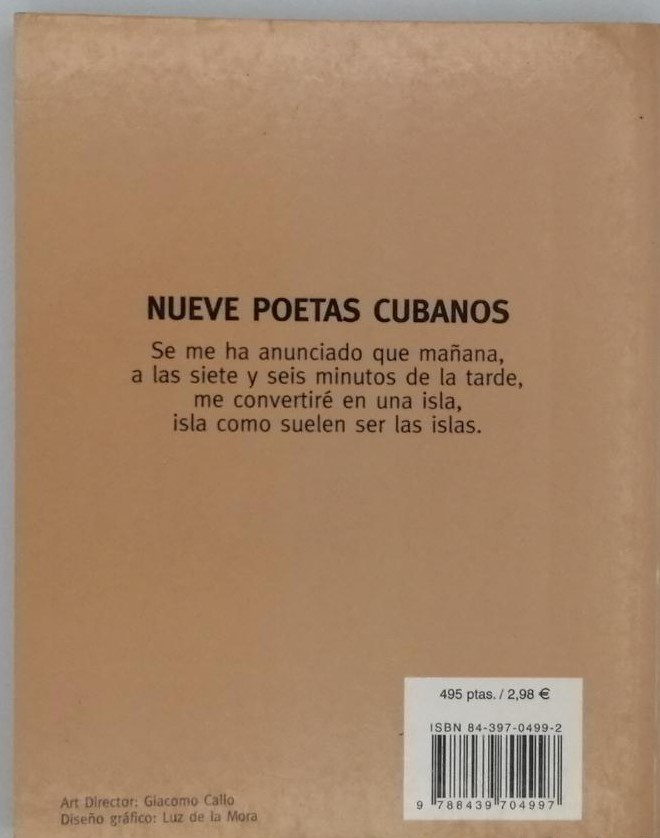 NUEVE POETAS CUBANOS
Se me ha anunciado que mañana,
a las siete y seis minutos de la tarde,
me convertiré en una isla,
isla como suelen ser las islas.
495 ptas. / 2,98 €
ISBN 84-397-0499-2
9 788439 704997
Art Director: Giacomo Callo
Diseño gráfico: Luz de la Mora